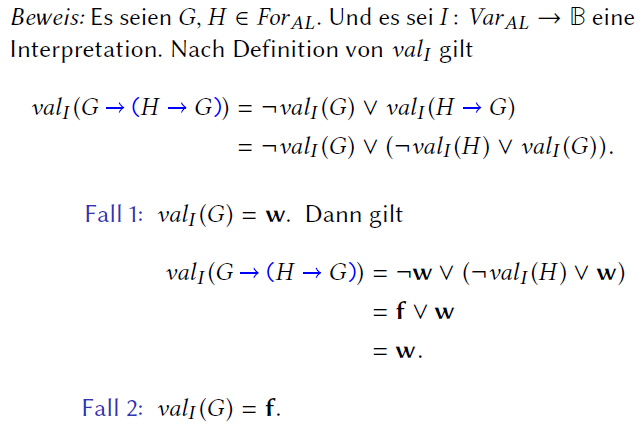 Beweis: Es seien G, H ∈ For_AL. Und es sei I: Var_AL → 𝔹 eine
Interpretation. Nach Definition von val_I gilt
val_I(G → (H → G)) = ¬val_I(G) ∨ val_I(H → G)
= ¬val_I(G) ∨ (¬val_I(H) ∨ val_I(G)).
Fall 1: val_I(G) = w. Dann gilt
val_I(G → (H → G)) = ¬w ∨ (¬val_I(H) ∨ w)
= f ∨ w
= w.
Fall 2: val_I(G) = f.